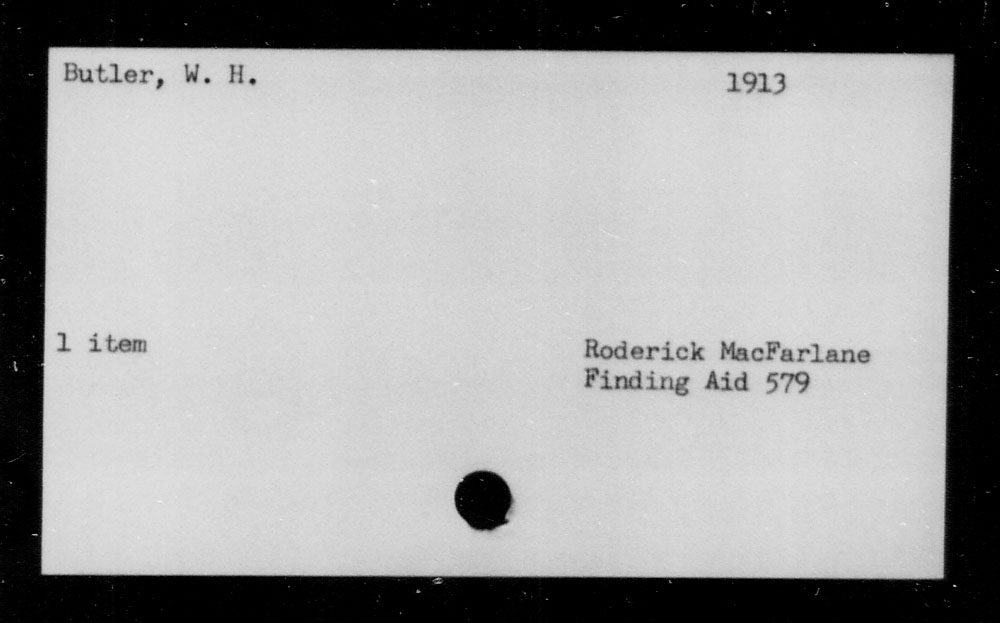 Butler, W. H.
1913
1 item
Roderick MacFarlane
Finding Aid 579